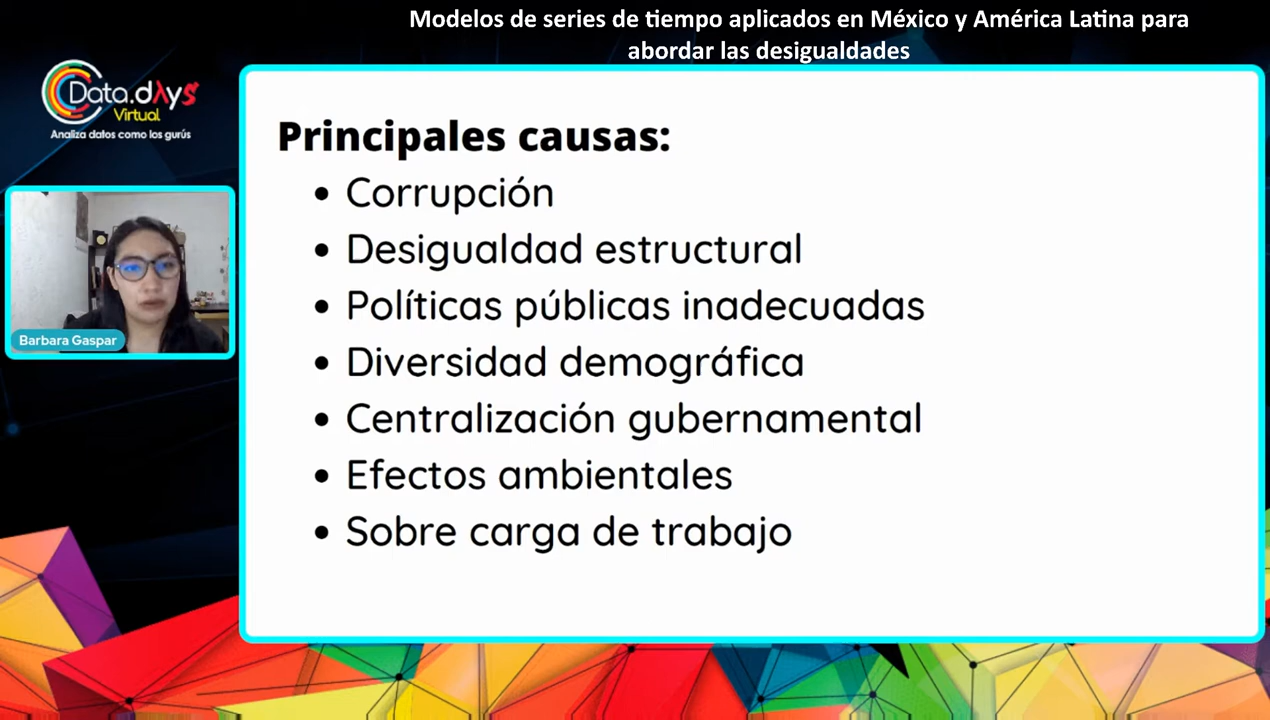 Modelos de series de tiempo aplicados en México y América Latina para
abordar las desigualdades
Data.dAys
Virtual
Analiza datos como los gurús
Barbara Gaspar
Principales causas:
• Corrupción
• Desigualdad estructural
• Políticas públicas inadecuadas
• Diversidad demográfica
• Centralización gubernamental
• Efectos ambientales
• Sobre carga de trabajo